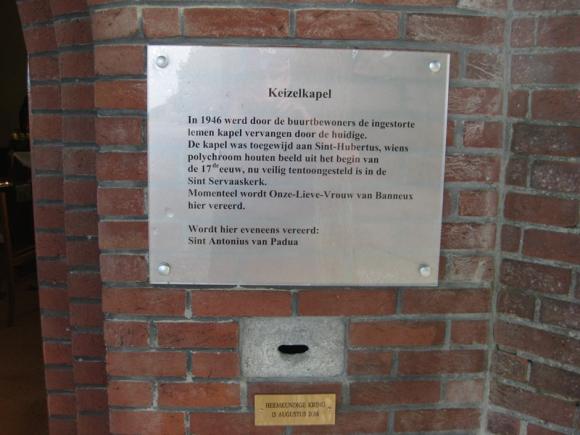 Keizelkapel
In 1946 werd door de buurtbewoners de ingestorte
lemen kapel vervangen door de huidige.
De kapel was toegewijd aan Sint-Hubertus, wiens
polychroom houten beeld uit het begin van
de 17de eeuw, nu veilig tentoongesteld is in de
Sint Servaaskerk.
Momenteel wordt Onze-Lieve-Vrouw van Banneux
hier vereerd.
Wordt hier eveneens vereerd:
Sint Antonius van Padua
HEEMKUNDIGE KRING
AUGUSTUS